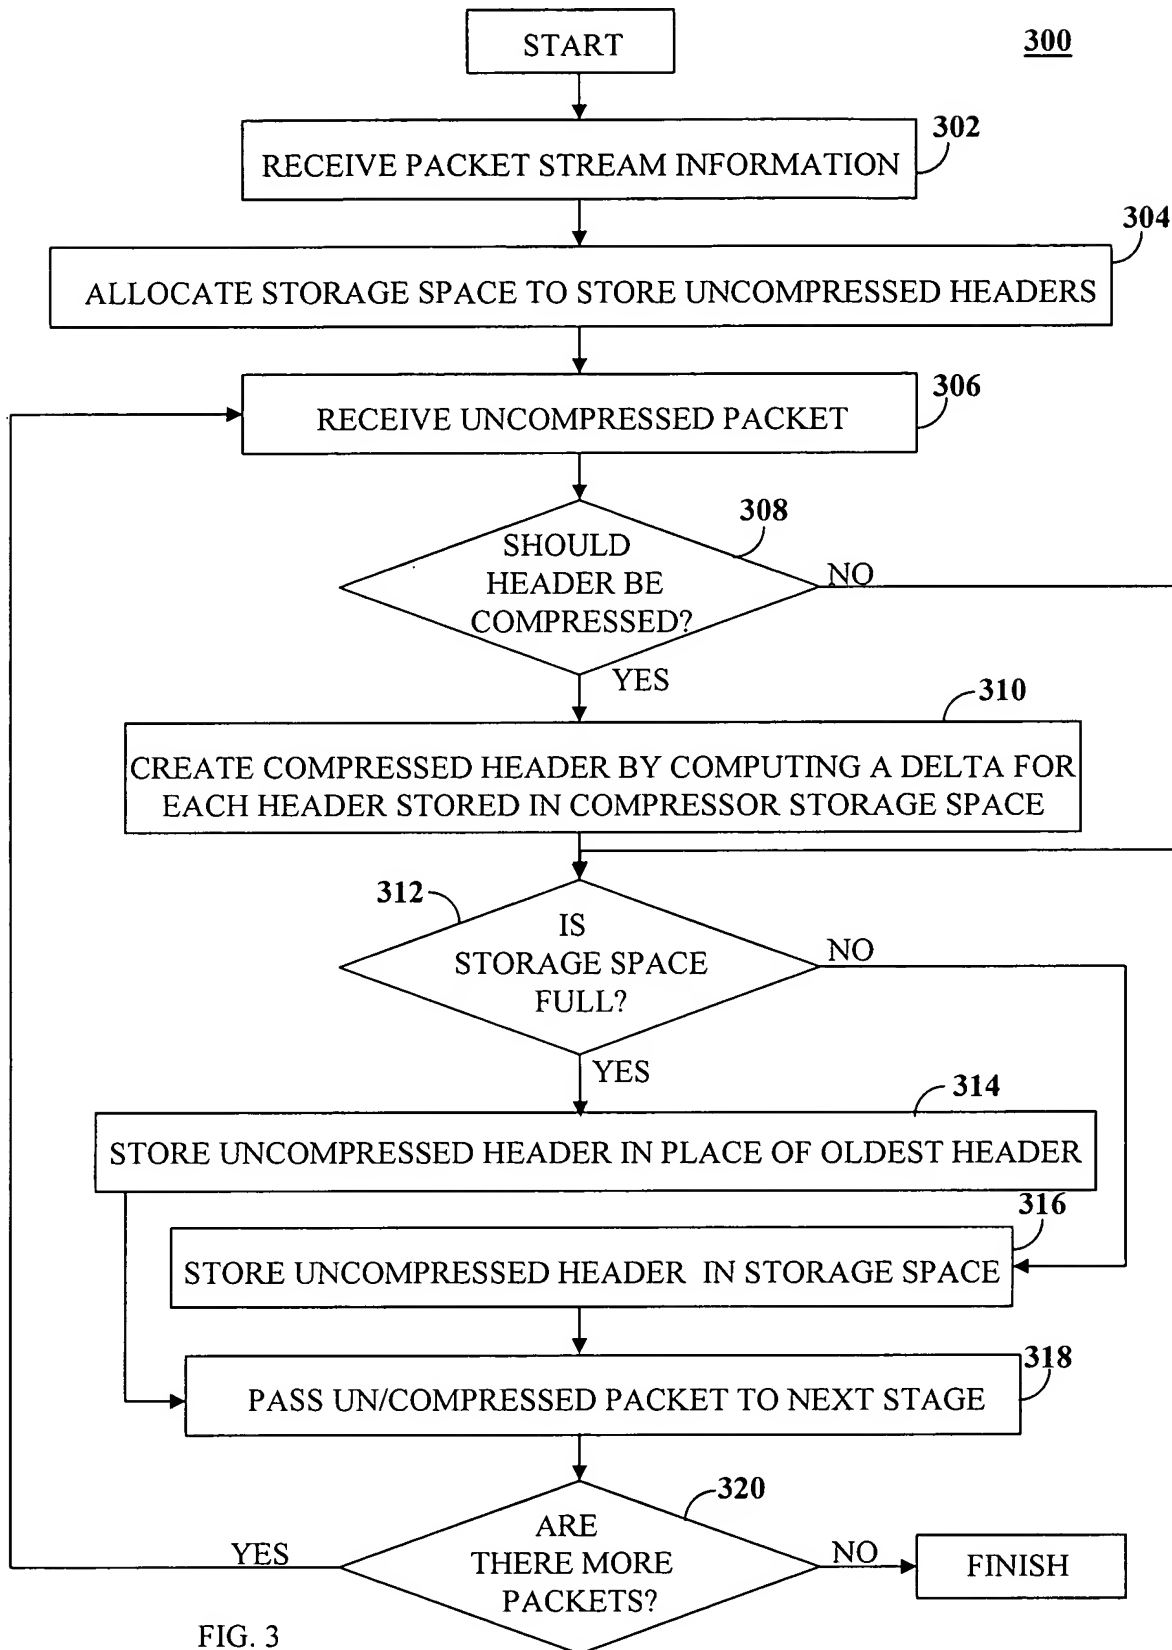 START
300
302
RECEIVE PACKET STREAM INFORMATION
304
ALLOCATE STORAGE SPACE TO STORE UNCOMPRESSED HEADERS
306
RECEIVE UNCOMPRESSED PACKET
308
SHOULD
HEADER BE
COMPRESSED?
NO
YES
310
CREATE COMPRESSED HEADER BY COMPUTING A DELTA FOR
EACH HEADER STORED IN COMPRESSOR STORAGE SPACE
312
IS
STORAGE SPACE
FULL?
NO
YES
314
STORE UNCOMPRESSED HEADER IN PLACE OF OLDEST HEADER
316
STORE UNCOMPRESSED HEADER IN STORAGE SPACE
318
PASS UN/COMPRESSED PACKET TO NEXT STAGE
320
ARE
THERE MORE
PACKETS?
YES
NO
FINISH
FIG. 3